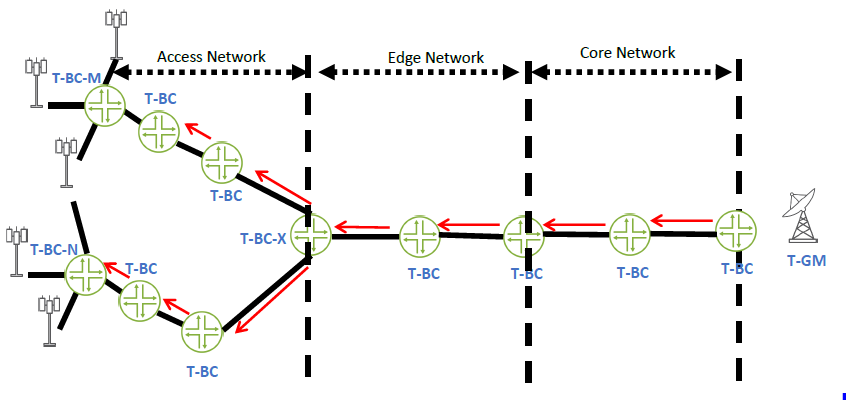 Access Network
Edge Network
Core Network
T-BC-M
T-BC
T-BC
T-BC-N
T-BC
T-BC
T-BC-X
T-BC
T-BC
T-BC
T-BC
T-GM